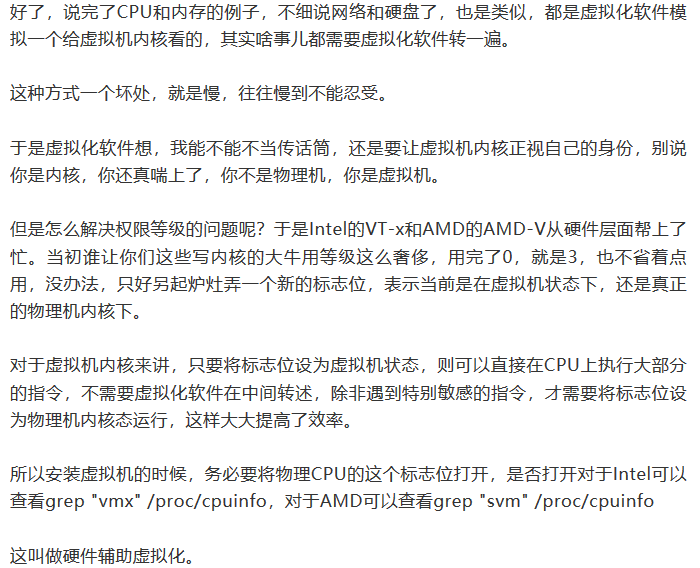 好了，说完了CPU和内存的例子，不细说网络和硬盘了，也是类似，都是虚拟化软件模
拟一个给虚拟机内核看的，其实啥事儿都需要虚拟化软件转一遍。
这种方式一个坏处，就是慢，往往慢到不能忍受。
于是虚拟化软件想，我能不能不当传话筒，还是要让虚拟机内核正视自己的身份，别说
你是内核，你还真喘上了，你不是物理机，你是虚拟机。
但是怎么解决权限等级的问题呢？于是Intel的VT-x和AMD的AMD-V从硬件层面帮上了
忙。当初谁让你们这些写内核的大牛用等级这么奢侈，用完了0，就是3，也不省着点
用，没办法，只好另起炉灶弄一个新的标志位，表示当前是在虚拟机状态下，还是真正
的物理机内核下。
对于虚拟机内核来讲，只要将标志位设为虚拟机状态，则可以直接在CPU上执行大部分
的指令，不需要虚拟化软件在中间转述，除非遇到特别敏感的指令，才需要将标志位设
为物理机内核态运行，这样大大提高了效率。
所以安装虚拟机的时候，务必要将物理CPU的这个标志位打开，是否打开对于Intel可以
查看grep "vmx" /proc/cpuinfo，对于AMD可以查看grep "svm" /proc/cpuinfo
这叫做硬件辅助虚拟化。